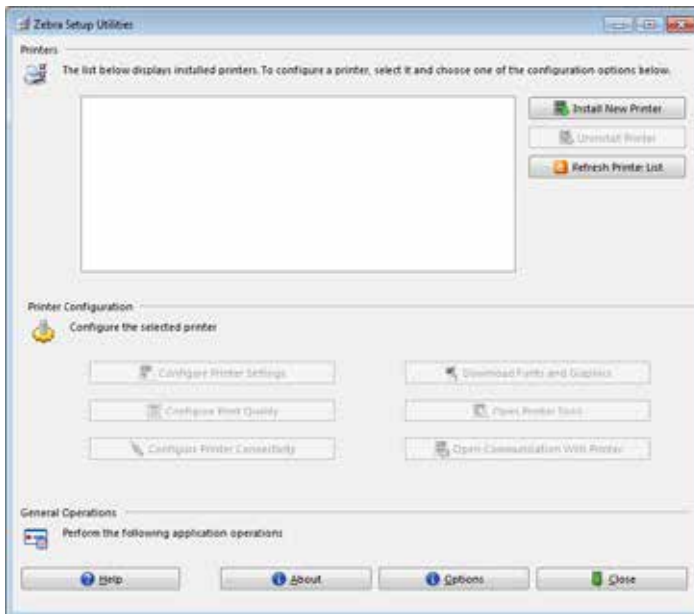 Zebra Setup Utilities
Printers
The list below displays installed printers. To configure a printer, select it and choose one of the configuration options below.
Install New Printer
Uninstall Printer
Refresh Printer List
Printer Configuration
Configure the selected printer
Configure Printer Settings
Download Fonts and Graphics
Configure Print Quality
Open Printer Tools
Configure Printer Connectivity
Open Communication With Printer
General Operations
Perform the following application operations
Help
About
Options
Close